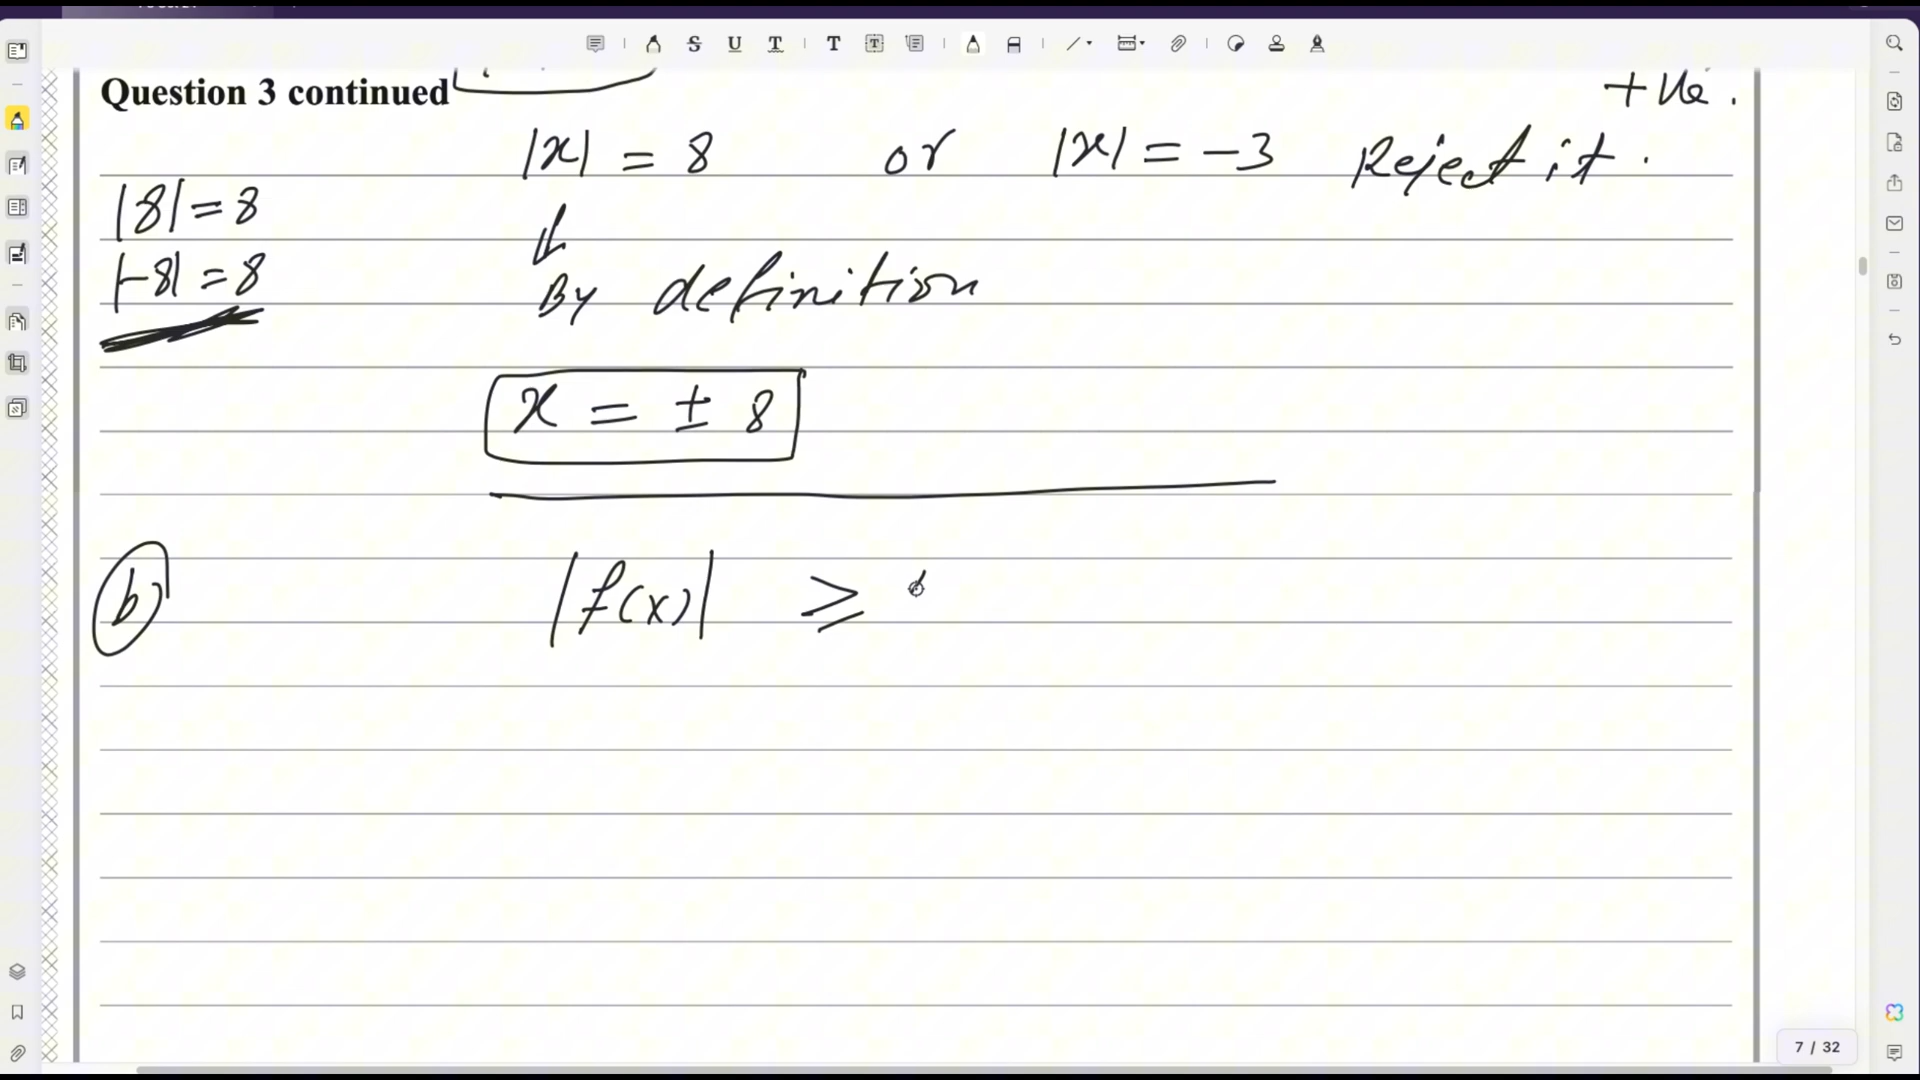 Question 3 continued
+ve.
|x| = 8 or |x| = -3 Reject it.
|8| = 8
|-8| = 8
By definition
x = ± 8
b) |f(x)| ≥
7 / 32